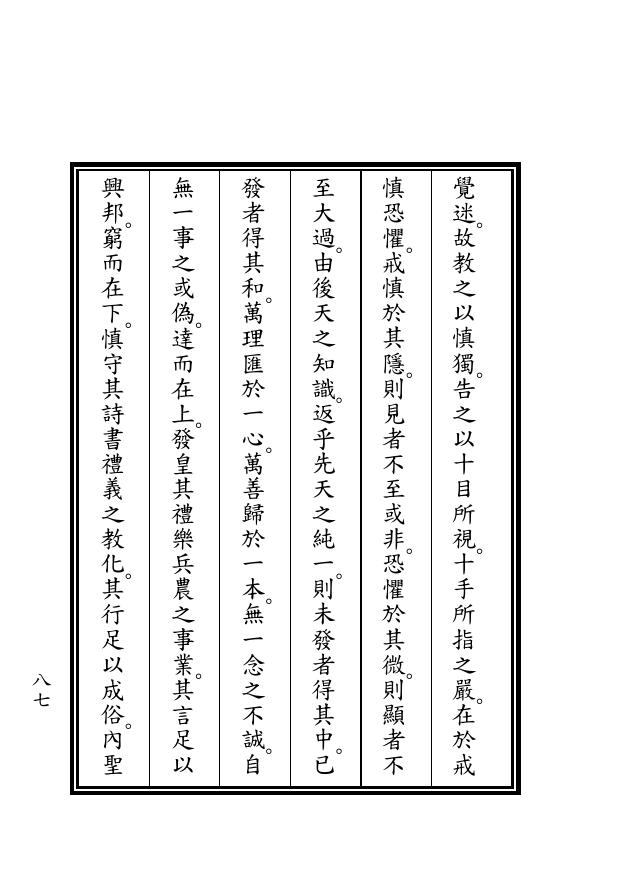 覺迷。故教之以慎獨。告之以十目所視。十手所指之嚴。在於戒
慎恐懼。戒慎於其隱。則見者不至或非。恐懼於其微。則顯者不
至大過。由後天之知識。返乎先天之純一。則未發者得其中。已
發者得其和。萬理匯於一心。萬善歸於一本。無一念之不誠。自
無一事之或偽。達而在上。發皇其禮樂兵農之事業。其言足以
興邦。窮而在下。慎守其詩書禮義之教化。其行足以成俗。內聖
八七